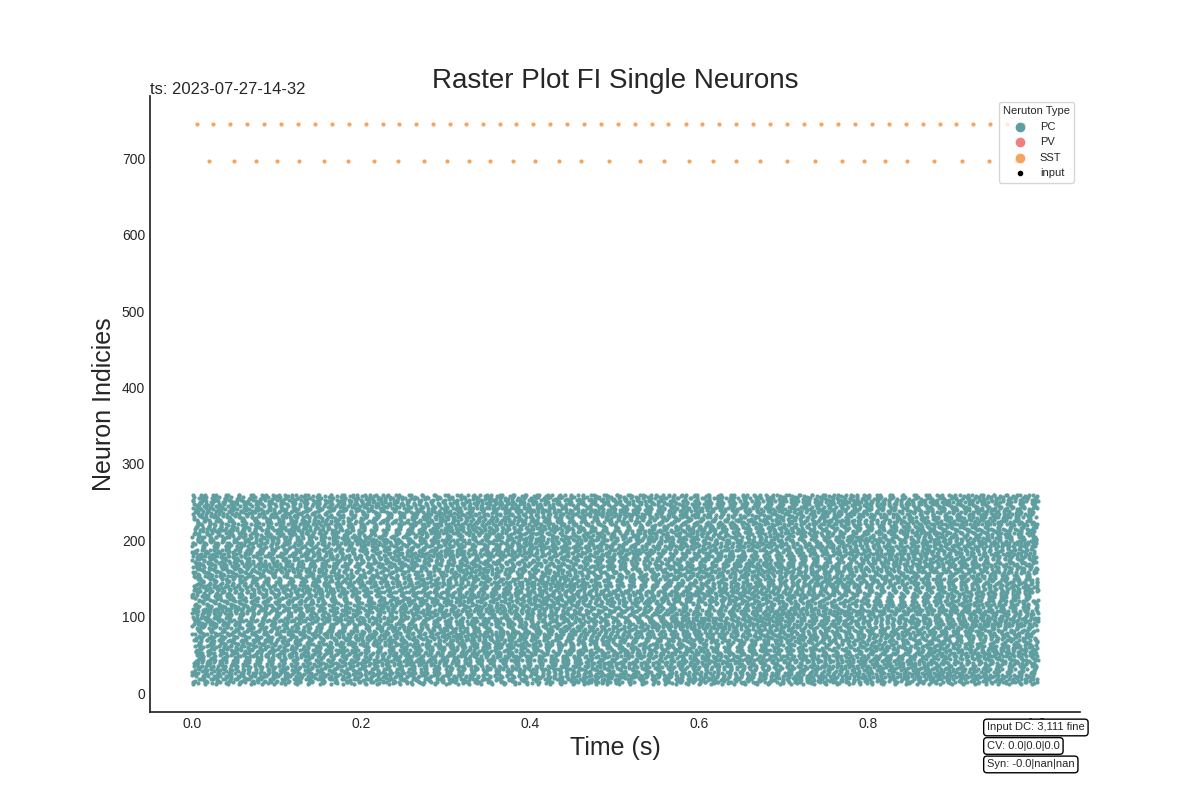 Raster Plot FI Single Neurons
ts: 2023-07-27-14-32
Neruton Type
PC
PV
SST
input
700
600
500
400
300
200
100
0
Neuron Indicies
0.0 0.2 0.4 0.6 0.8
Time (s)
Input DC: 3,111 fine
CV: 0.0|0.0|0.0
Syn: -0.0|nan|nan